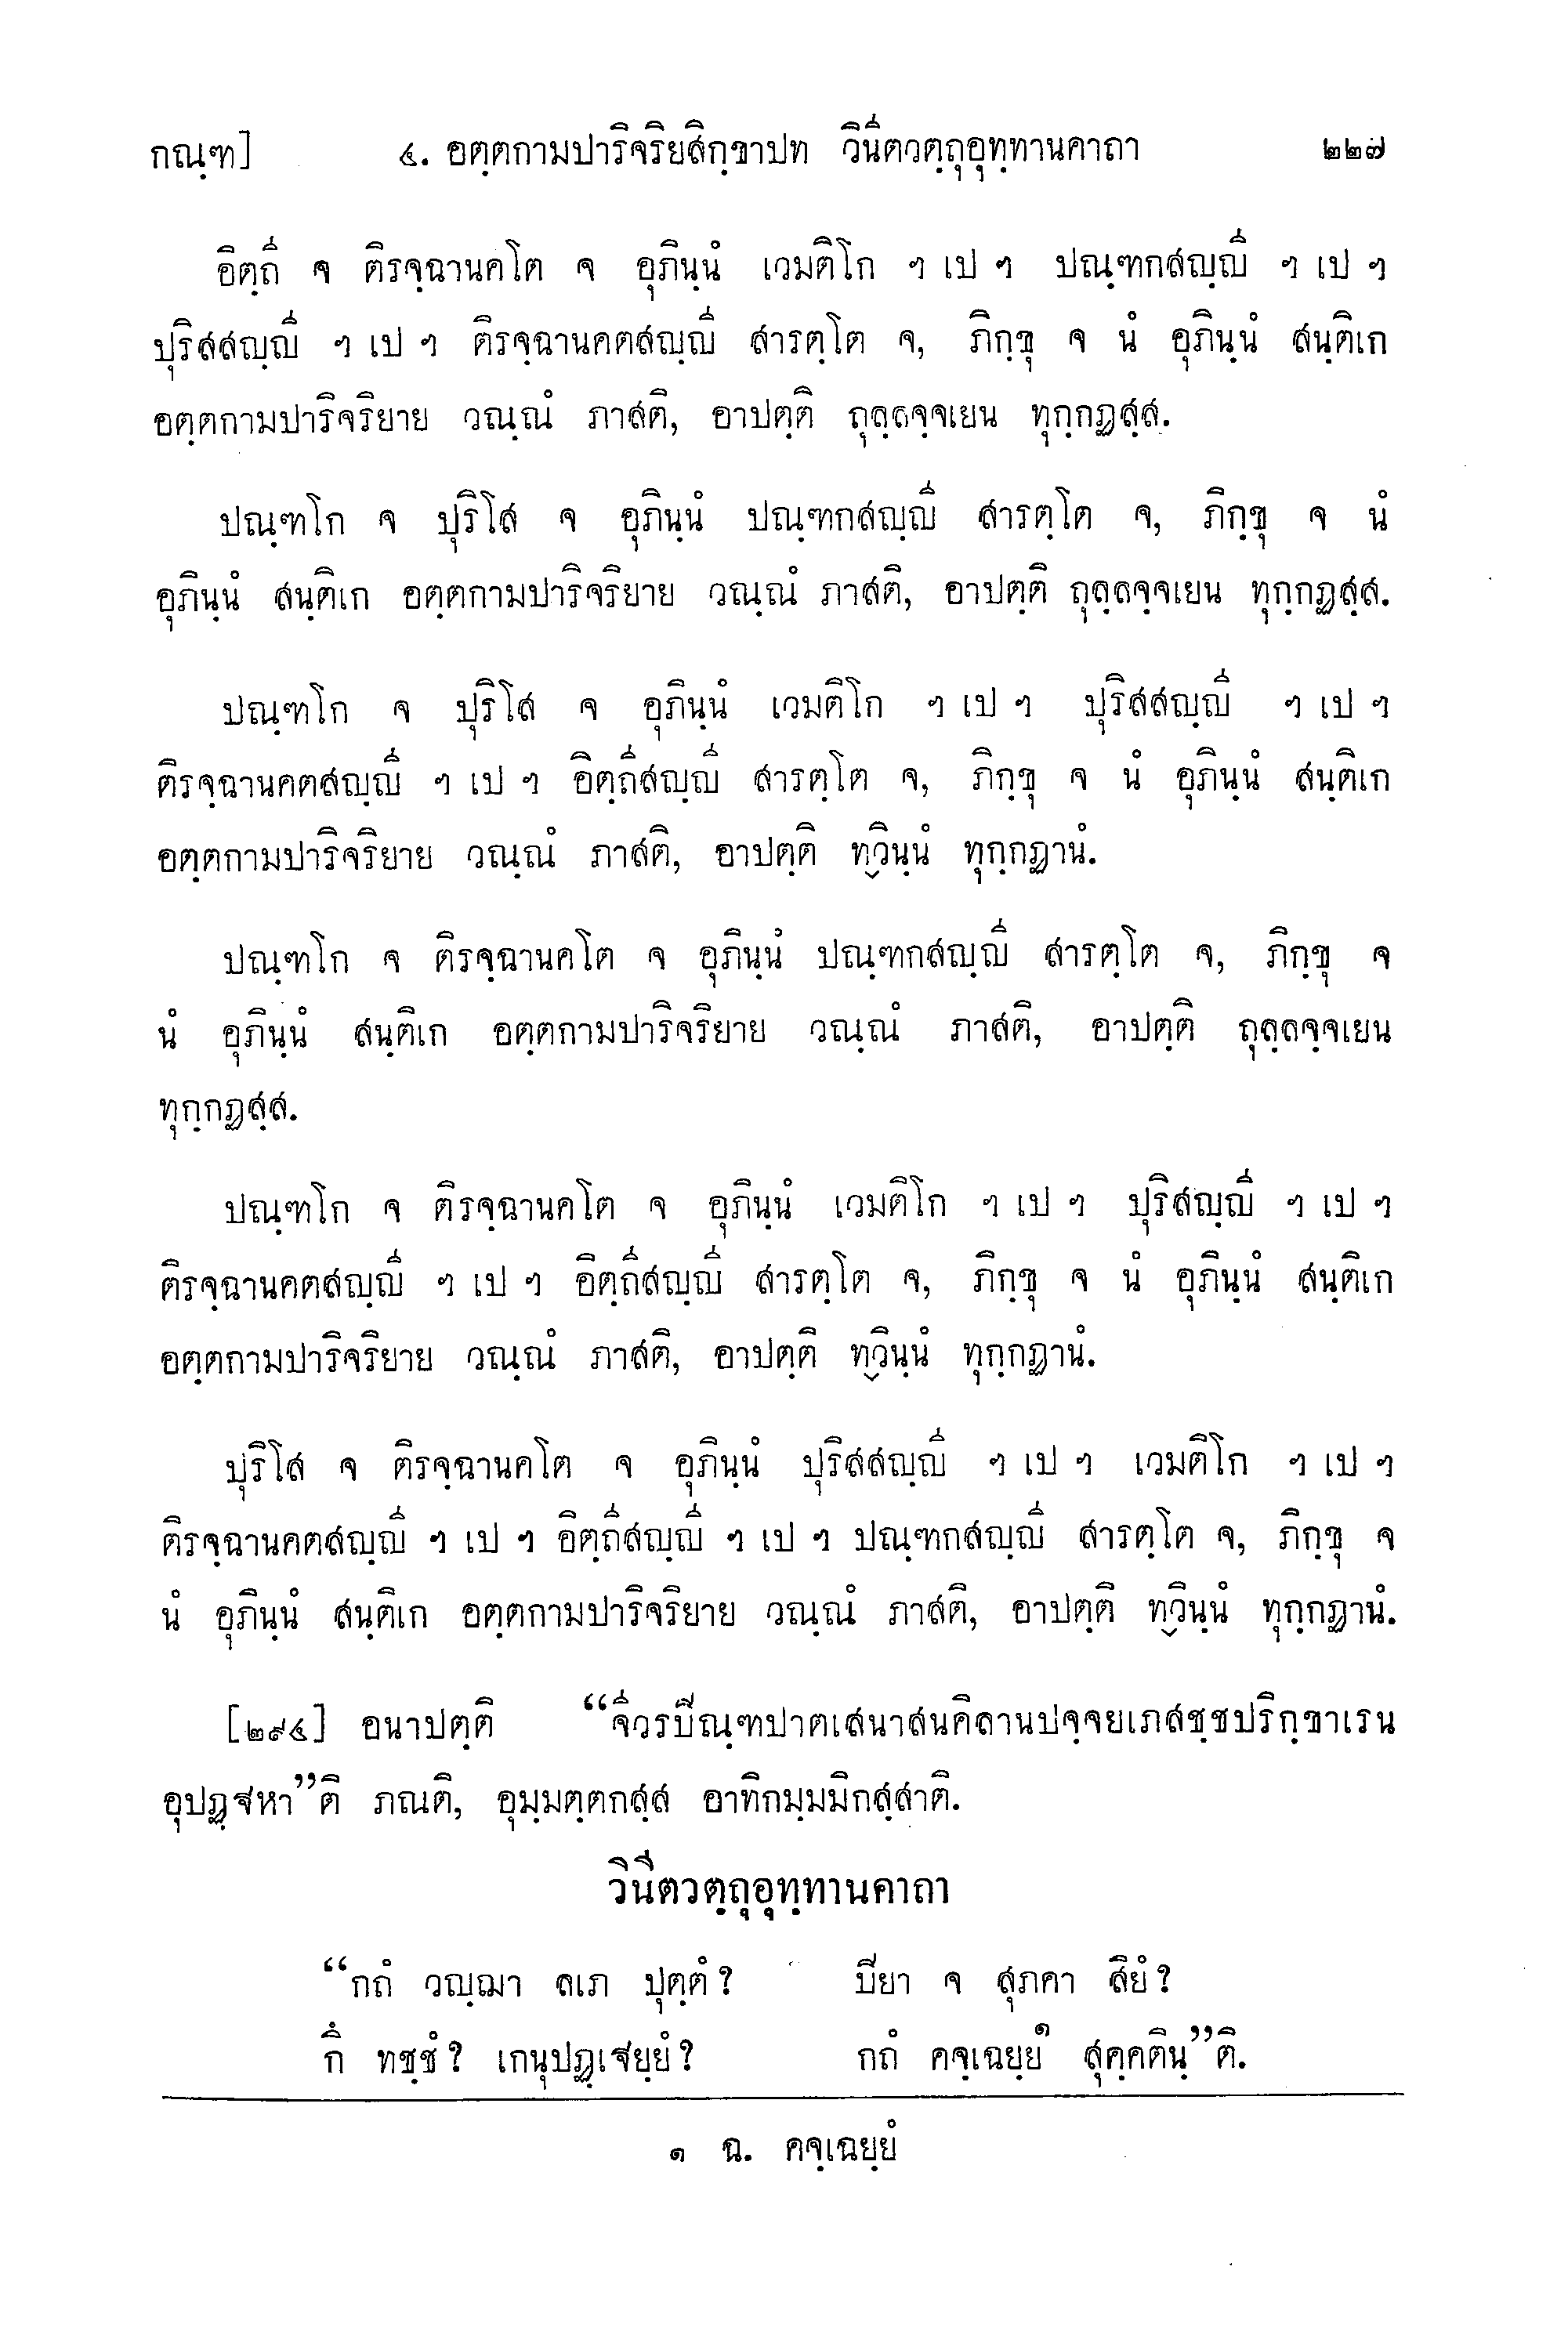 กณฺฑ] ๔. อตฺตกามปาริจริยสิกฺขาปท วินีตวตฺถุอุทฺทานคาถา ๒๒๗
อิตฺถี จ ติรจฺฉานคโต จ อุภินฺนํ เวมติโก ฯ เป ฯ ปณฺฑกสญฺญี ฯ เป ฯ
ปุริสสญฺญี ฯ เป ฯ ติรจฺฉานคตสญฺญี สารตฺโต จ, ภิกฺขุ จ นํ อุภินฺนํ สนฺติเก
อตฺตกามปาริจริยาย วณฺณํ ภาสติ, อาปตฺติ ถุลฺลจฺจเยน ทุกฺกฏสฺส.
ปณฺฑโก จ ปุริโส จ อุภินฺนํ ปณฺฑกสญฺญี สารตฺโต จ, ภิกฺขุ จ นํ
อุภินฺนํ สนฺติเก อตฺตกามปาริจริยาย วณฺณํ ภาสติ, อาปตฺติ ถุลฺลจฺจเยน ทุกฺกฏสฺส.
ปณฺฑโก จ ปุริโส จ อุภินฺนํ เวมติโก ฯ เป ฯ ปุริสสญฺญี ฯ เป ฯ
ติรจฺฉานคตสญฺญี ฯ เป ฯ อิตฺถีสญฺญี สารตฺโต จ, ภิกฺขุ จ นํ อุภินฺนํ สนฺติเก
อตฺตกามปาริจริยาย วณฺณํ ภาสติ, อาปตฺติ ทฺวินฺนํ ทุกฺกฏานํ.
ปณฺฑโก จ ติรจฺฉานคโต จ อุภินฺนํ ปณฺฑกสญฺญี สารตฺโต จ, ภิกฺขุ จ
นํ อุภินฺนํ สนฺติเก อตฺตกามปาริจริยาย วณฺณํ ภาสติ, อาปตฺติ ถุลฺลจฺจเยน
ทุกฺกฏสฺส.
ปณฺฑโก จ ติรจฺฉานคโต จ อุภินฺนํ เวมติโก ฯ เป ฯ ปุริสญฺญี ฯ เป ฯ
ติรจฺฉานคตสญฺญี ฯ เป ฯ อิตฺถีสญฺญี สารตฺโต จ, ภิกฺขุ จ นํ อุภินฺนํ สนฺติเก
อตฺตกามปาริจริยาย วณฺณํ ภาสติ, อาปตฺติ ทฺวินฺนํ ทุกฺกฏานํ.
ปุริโส จ ติรจฺฉานคโต จ อุภินฺนํ ปุริสสญฺญี ฯ เป ฯ เวมติโก ฯ เป ฯ
ติรจฺฉานคตสญฺญี ฯ เป ฯ อิตฺถีสญฺญี ฯ เป ฯ ปณฺฑกสญฺญี สารตฺโต จ, ภิกฺขุ จ
นํ อุภินฺนํ สนฺติเก อตฺตกามปาริจริยาย วณฺณํ ภาสติ, อาปตฺติ ทฺวินฺนํ ทุกฺกฏานํ.
[๒๙๔] อนาปตฺติ “จีวรปิณฺฑปาตเสนาสนคิลานปจฺจยเภสชฺชปริกฺขาเรน
อุปฏฺฐหา”ติ ภณติ, อุมฺมตฺตกสฺส อาทิกมฺมมิกสฺสาติ.
วินีตวตฺถุอุทฺทานคาถา
“กถํ วญฺฌา ลเภ ปุตฺตํ? ปิยา จ สุภคา สิยํ?
กึ ทชฺชํ? เกนุปฏฺเฐยฺยํ? กถํ คจฺเฉยฺยํ๑ สุคฺคตินฺ”ติ.
๑ ฉ. คจฺเฉยฺยํ